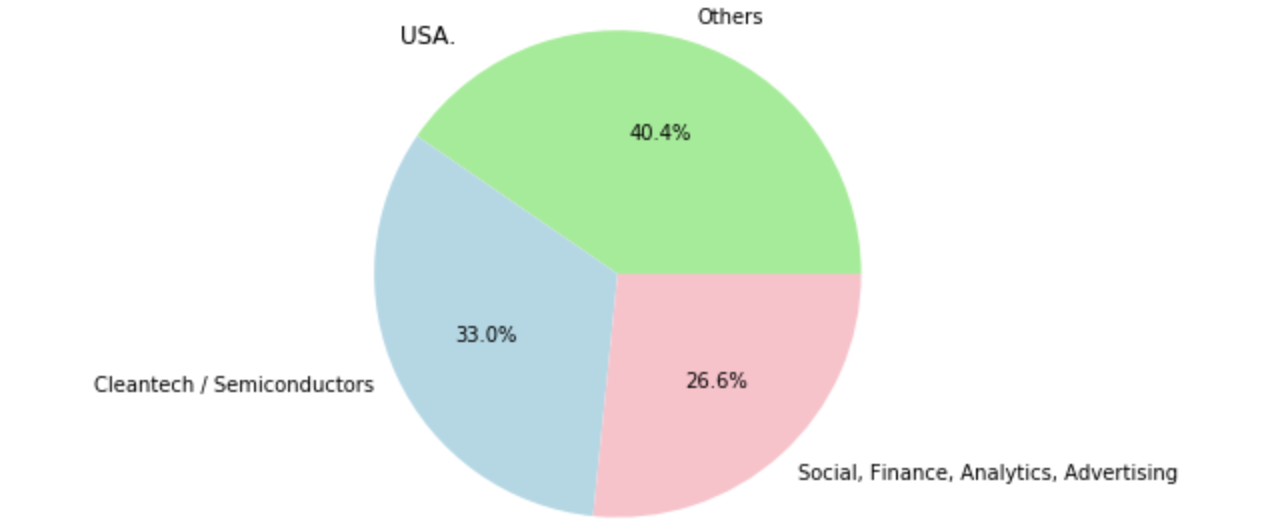 Others
USA.
40.4%
33.0%
26.6%
Cleantech / Semiconductors
Social, Finance, Analytics, Advertising